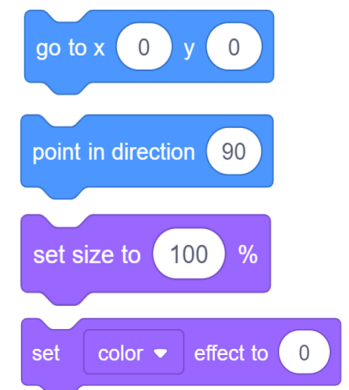 go to x 0 y 0
point in direction 90
set size to 100 %
set color effect to 0